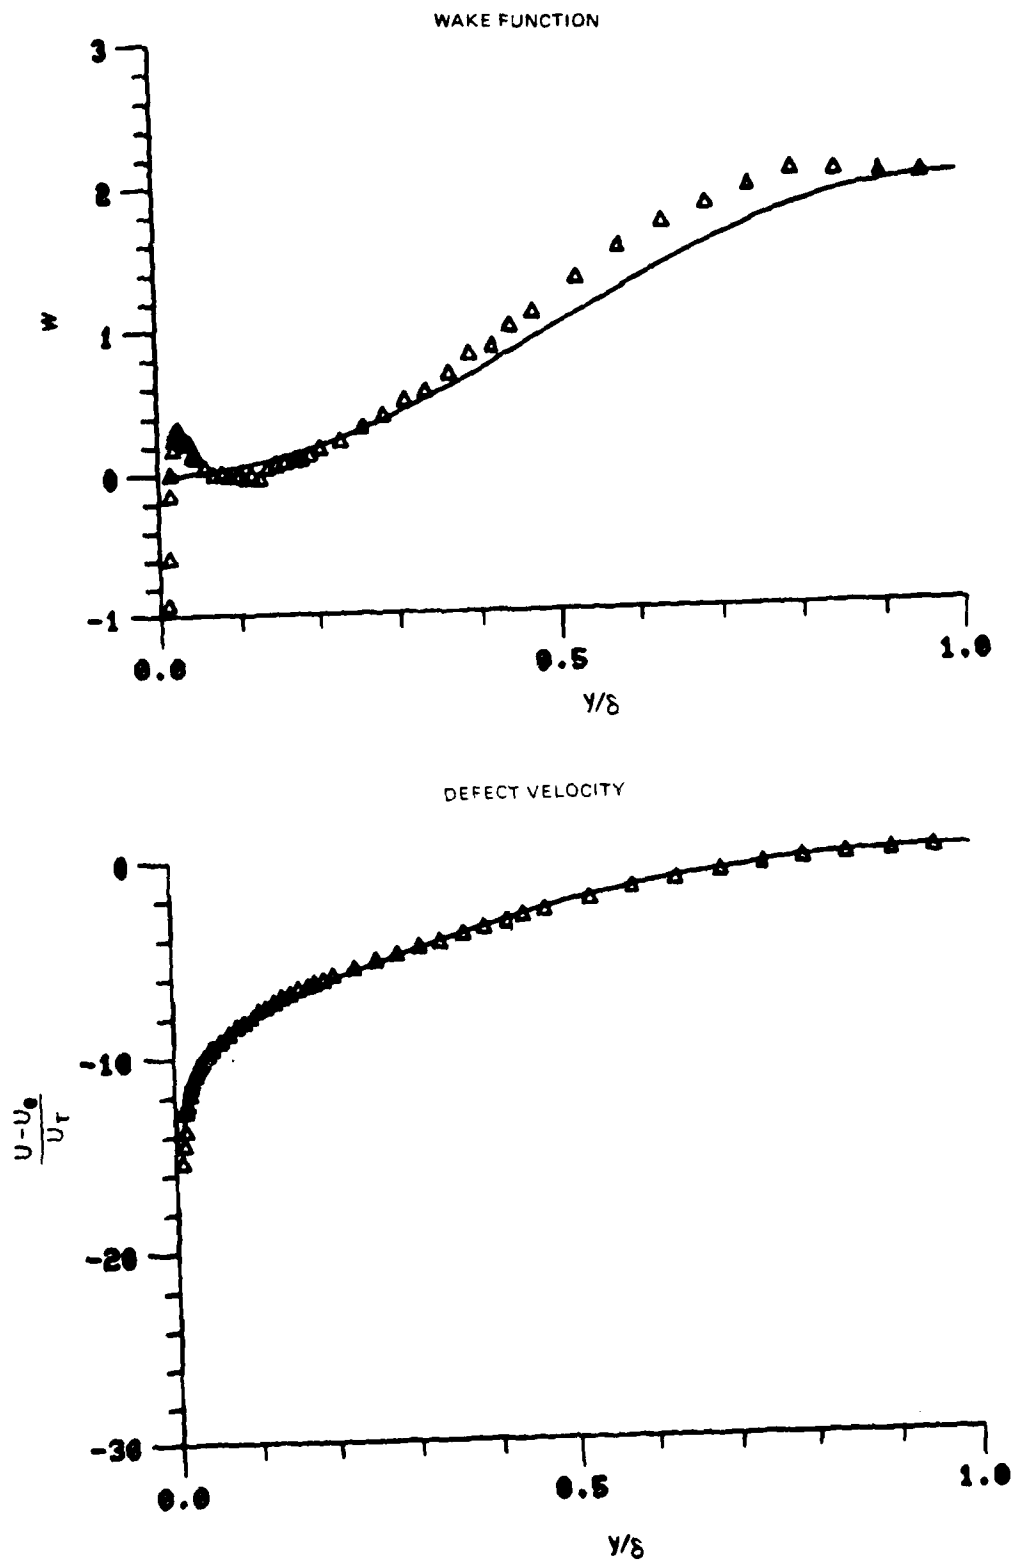 WAKE FUNCTION
3
2
1
0
-1
W
0.0 0.5 1.0
y/δ
DEFECT VELOCITY
0
-10
-20
-30
U-Ue
Uτ
0.0 0.5 1.0
y/δ